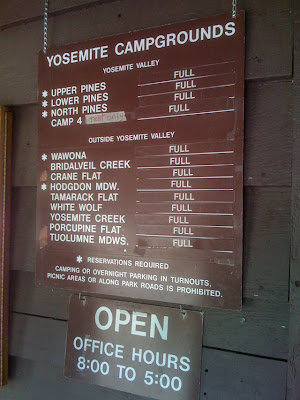 YOSEMITE CAMPGROUNDS
YOSEMITE VALLEY
* UPPER PINES FULL
* LOWER PINES FULL
* NORTH PINES FULL
CAMP 4 only FULL
OUTSIDE YOSEMITE VALLEY
* WAWONA FULL
BRIDALVEIL CREEK FULL
CRANE FLAT FULL
* HODGDON MDW. FULL
TAMARACK FLAT FULL
WHITE WOLF FULL
YOSEMITE CREEK FULL
PORCUPINE FLAT FULL
TUOLUMNE MDWS. FULL
* RESERVATIONS REQUIRED
CAMPING OR OVERNIGHT PARKING IN TURNOUTS,
PICNIC AREAS OR ALONG PARK ROADS IS PROHIBITED.
OPEN
OFFICE HOURS
8:00 TO 5:00